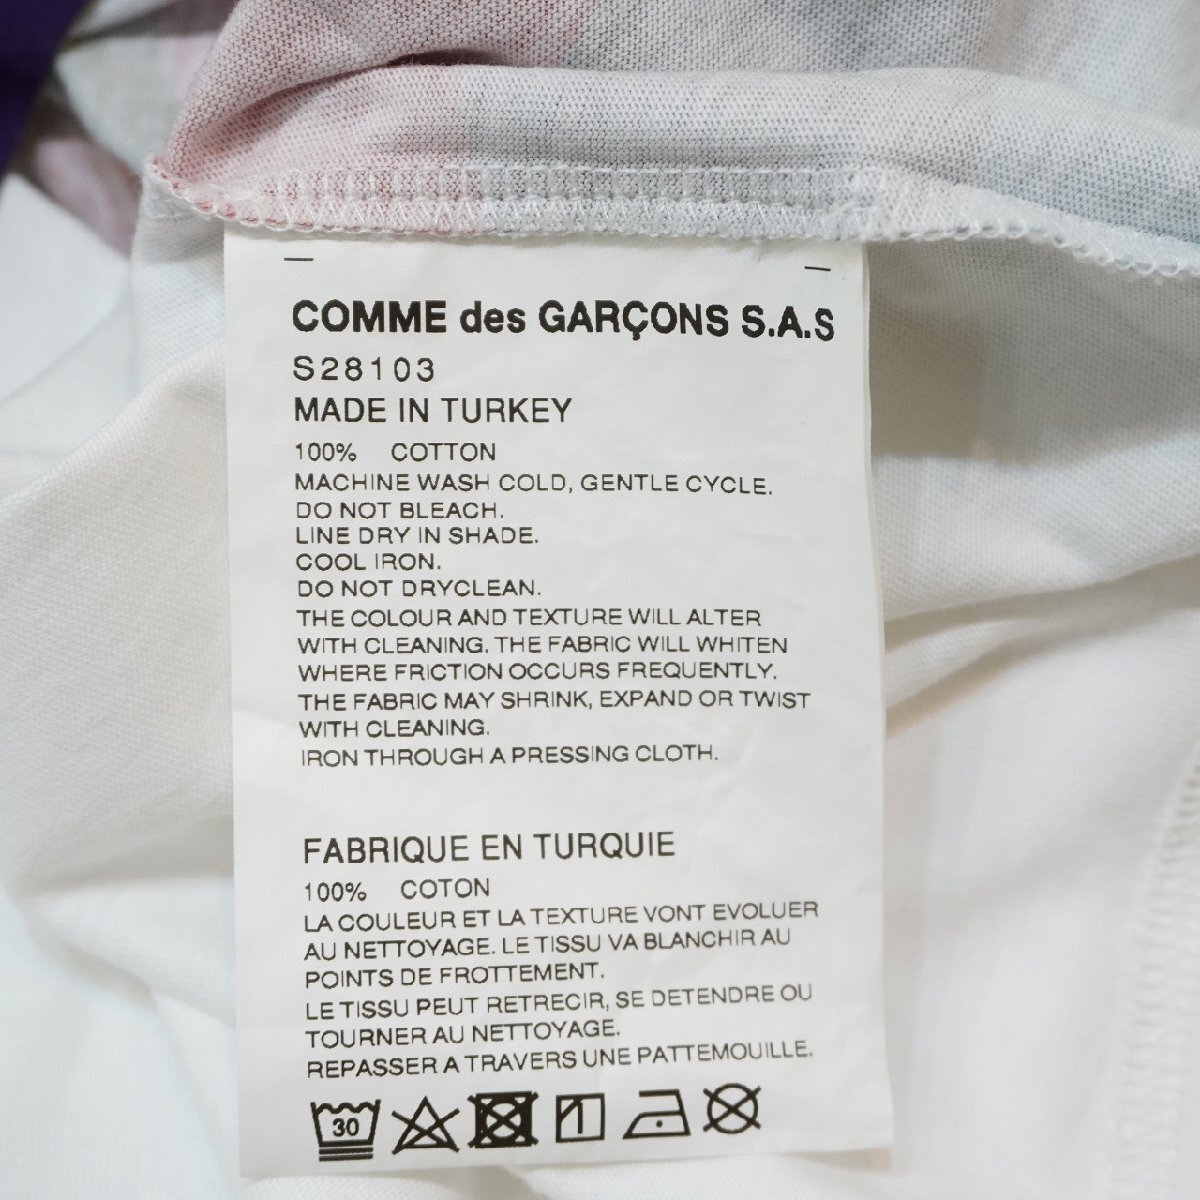 COMME des GARÇONS S.A.S
S28103
MADE IN TURKEY
100% COTTON
MACHINE WASH COLD, GENTLE CYCLE.
DO NOT BLEACH.
LINE DRY IN SHADE.
COOL IRON.
DO NOT DRYCLEAN.
THE COLOUR AND TEXTURE WILL ALTER
WITH CLEANING. THE FABRIC WILL WHITEN
WHERE FRICTION OCCURS FREQUENTLY.
THE FABRIC MAY SHRINK, EXPAND OR TWIST
WITH CLEANING.
IRON THROUGH A PRESSING CLOTH.
FABRIQUE EN TURQUIE
100% COTON
LA COULEUR ET LA TEXTURE VONT EVOLUER
AU NETTOYAGE. LE TISSU VA BLANCHIR AU
POINTS DE FROTTEMENT.
LE TISSU PEUT RETRECIR, SE DETENDRE OU
TOURNER AU NETTOYAGE.
REPASSER A TRAVERS UNE PATTEMOUILLE.
30